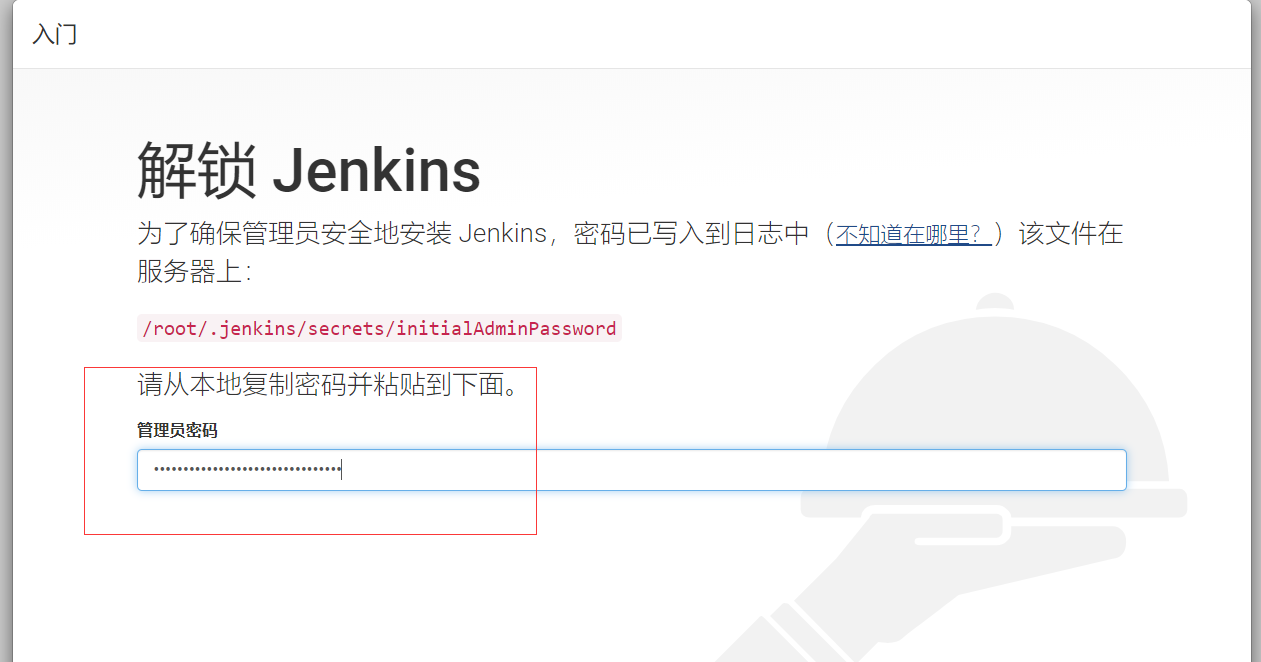 入门
解锁 Jenkins
为了确保管理员安全地安装 Jenkins，密码已写入到日志中（不知道在哪里？）该文件在
服务器上：
/root/.jenkins/secrets/initialAdminPassword
请从本地复制密码并粘贴到下面。
管理员密码